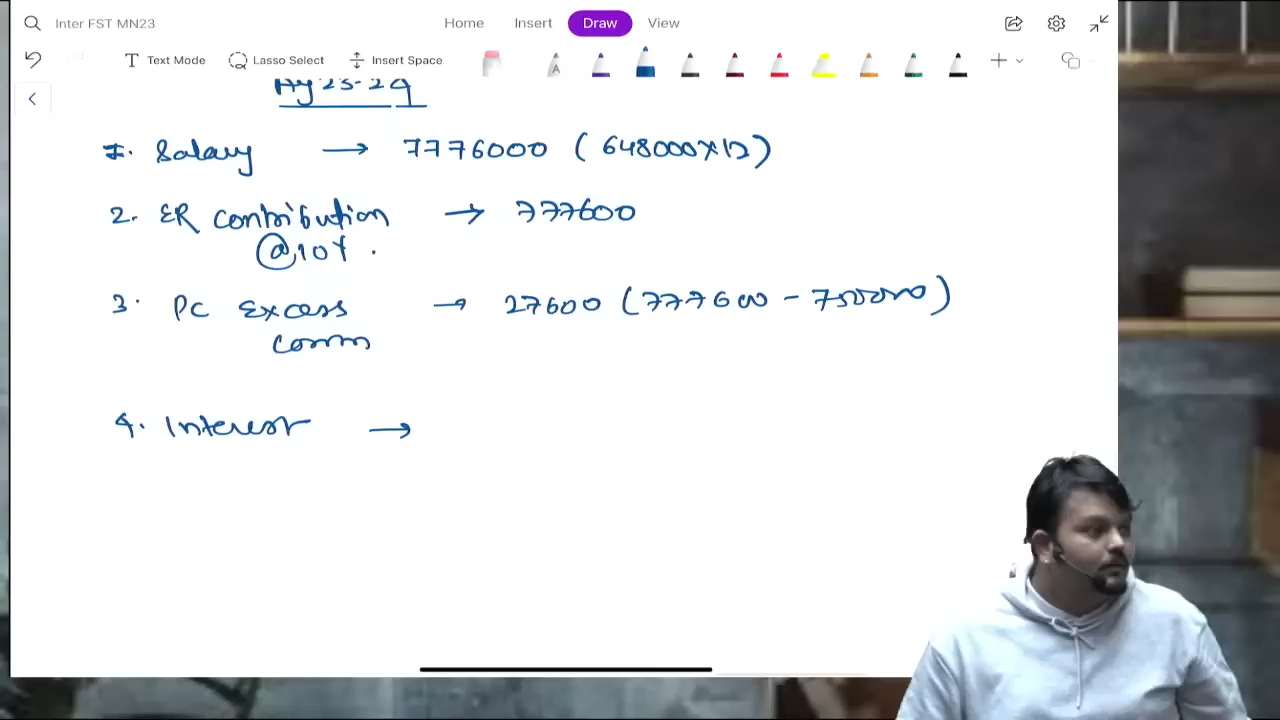 Inter FST MN23
Home Insert Draw View
Text Mode Lasso Select Insert Space
Ay 23-24
1. Salary → 7776000 (648000×12)
2. ER contribution → 777600
@10%.
3. PC Excess → 27600 (777600 - 750000)
conm
4. Interest →